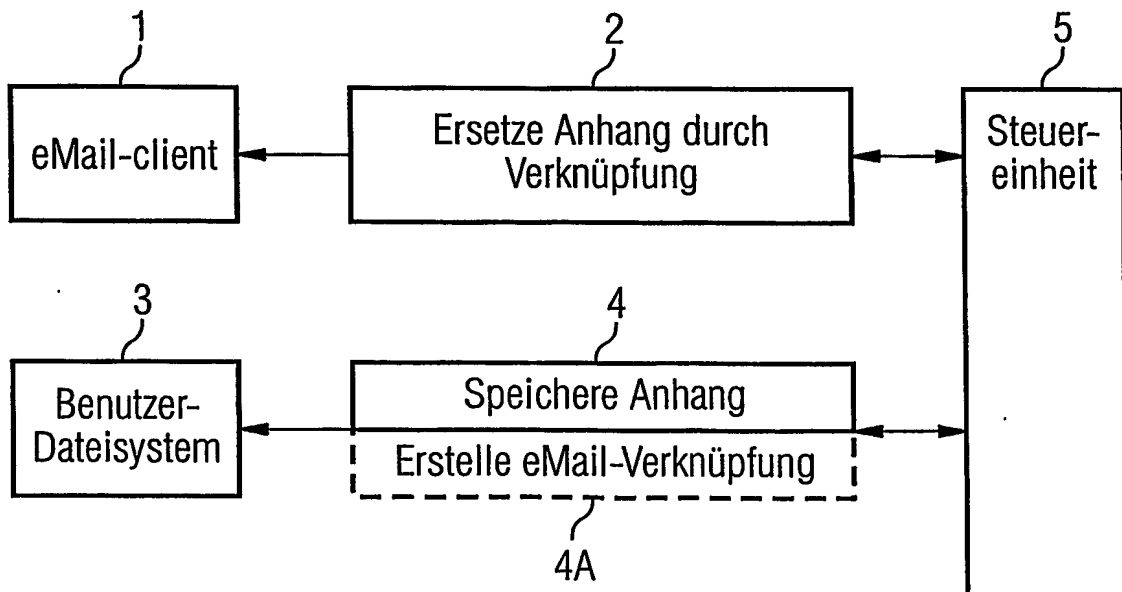 1
2
5
eMail-client
Ersetze Anhang durch
Verknüpfung
Steuer-
einheit
3
4
Benutzer-
Dateisystem
Speichere Anhang
Erstelle eMail-Verknüpfung
4A